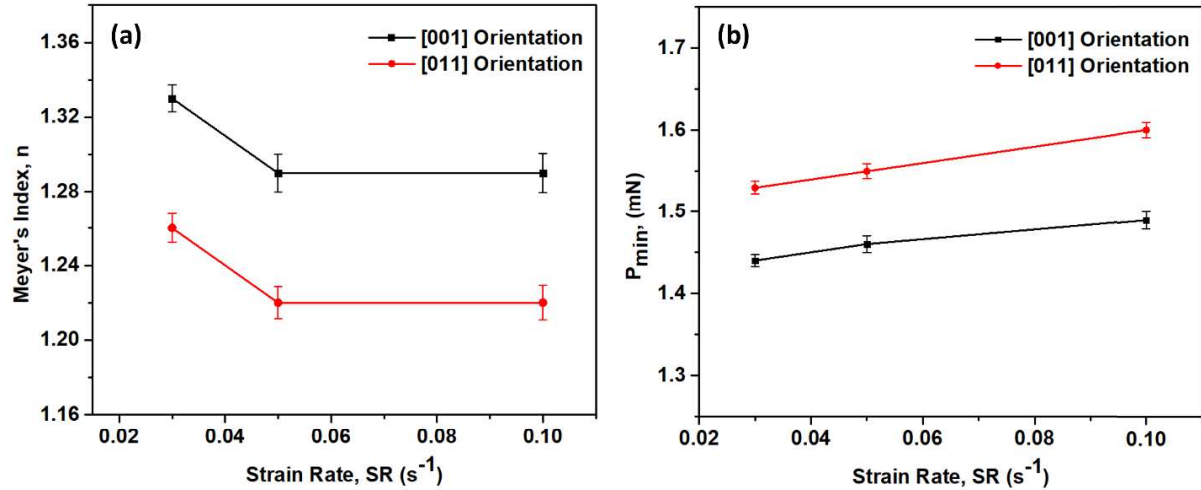 (a)
[001] Orientation
[011] Orientation
Meyer's Index, n
1.36
1.32
1.28
1.24
1.20
1.16
0.02 0.04 0.06 0.08 0.10
Strain Rate, SR (s-1)
(b)
[001] Orientation
[011] Orientation
Pmin, (mN)
1.7
1.6
1.5
1.4
1.3
0.02 0.04 0.06 0.08 0.10
Strain Rate, SR (s-1)